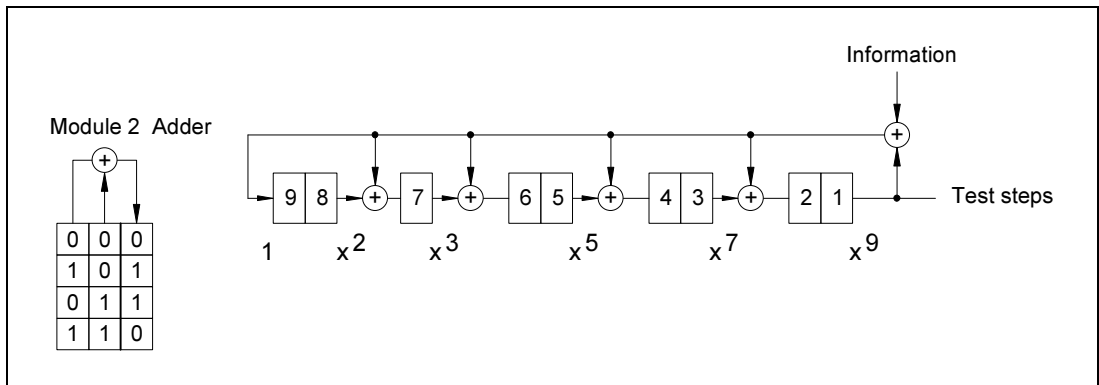 Information
Module 2 Adder
+
+
9 8 + 7 + 6 5 + 4 3 + 2 1 Test steps
1 x2 x3 x5 x7 x9
0 0 0
1 0 1
0 1 1
1 1 0